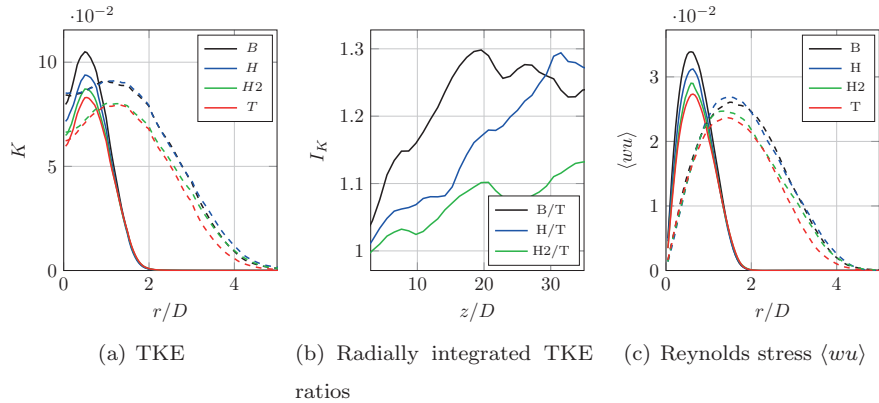 ·10⁻²
10
5
0
K
0
2
4
r/D
B
H
H2
T
(a) TKE
1.3
1.2
1.1
1
I_K
10
20
30
z/D
B/T
H/T
H2/T
(b) Radially integrated TKE
ratios
·10⁻²
3
2
1
0
⟨wu⟩
0
2
4
r/D
B
H
H2
T
(c) Reynolds stress ⟨wu⟩